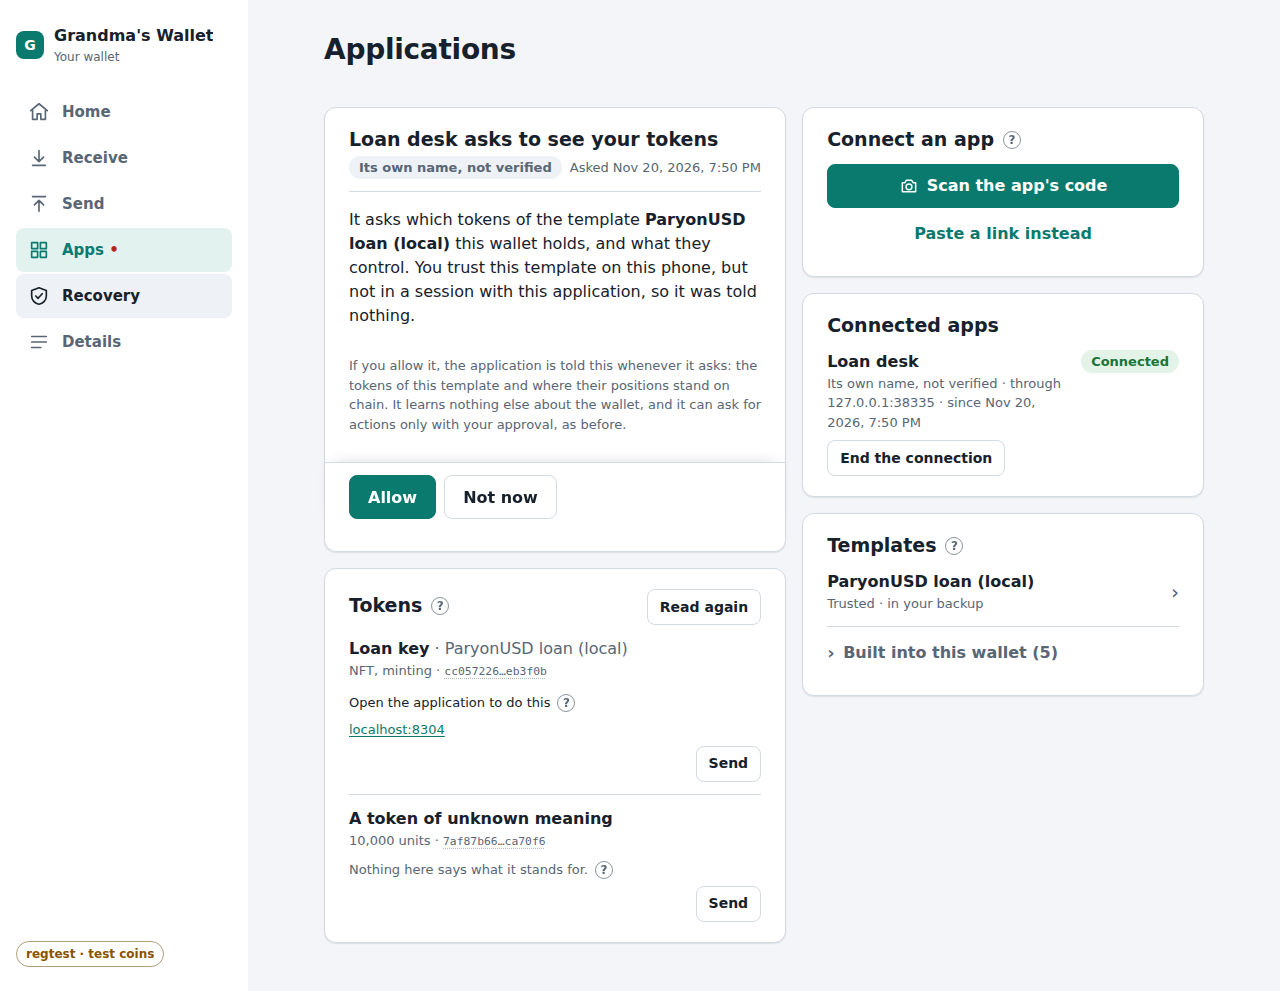 G
Grandma's Wallet
Your wallet
Home
Receive
Send
Apps •
Recovery
Details
regtest · test coins
Applications
Loan desk asks to see your tokens
Its own name, not verified
Asked Nov 20, 2026, 7:50 PM
It asks which tokens of the template ParyonUSD
loan (local) this wallet holds, and what they
control. You trust this template on this phone, but
not in a session with this application, so it was told
nothing.
If you allow it, the application is told this whenever it asks: the
tokens of this template and where their positions stand on
chain. It learns nothing else about the wallet, and it can ask for
actions only with your approval, as before.
Allow
Not now
Tokens ?
Read again
Loan key · ParyonUSD loan (local)
NFT, minting · cc057226…eb3f0b
Open the application to do this ?
localhost:8304
Send
A token of unknown meaning
10,000 units · 7af87b66…ca70f6
Nothing here says what it stands for. ?
Send
Connect an app ?
Scan the app's code
Paste a link instead
Connected apps
Loan desk
Connected
Its own name, not verified · through
127.0.0.1:38335 · since Nov 20,
2026, 7:50 PM
End the connection
Templates ?
ParyonUSD loan (local)
Trusted · in your backup
›
› Built into this wallet (5)